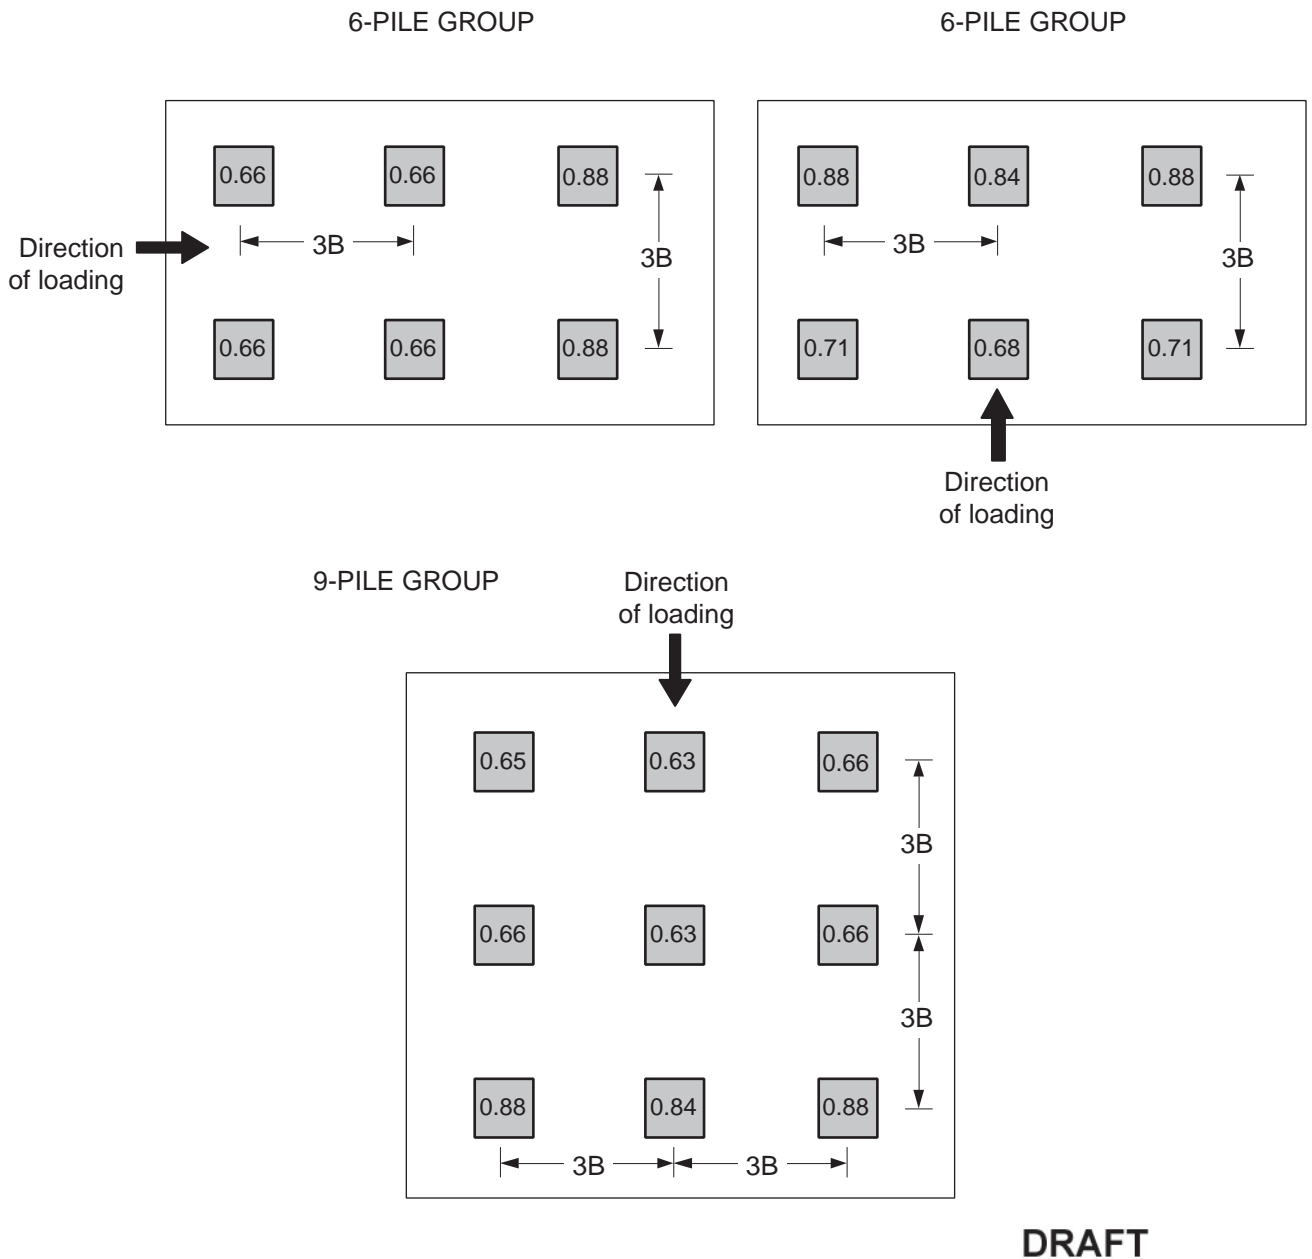 6-PILE GROUP
6-PILE GROUP
0.66 0.66 0.88
Direction
of loading
3B
3B
0.66 0.66 0.88
0.88 0.84 0.88
3B
3B
0.71 0.68 0.71
Direction
of loading
9-PILE GROUP
Direction
of loading
0.65 0.63 0.66
3B
0.66 0.63 0.66
3B
0.88 0.84 0.88
3B 3B
DRAFT